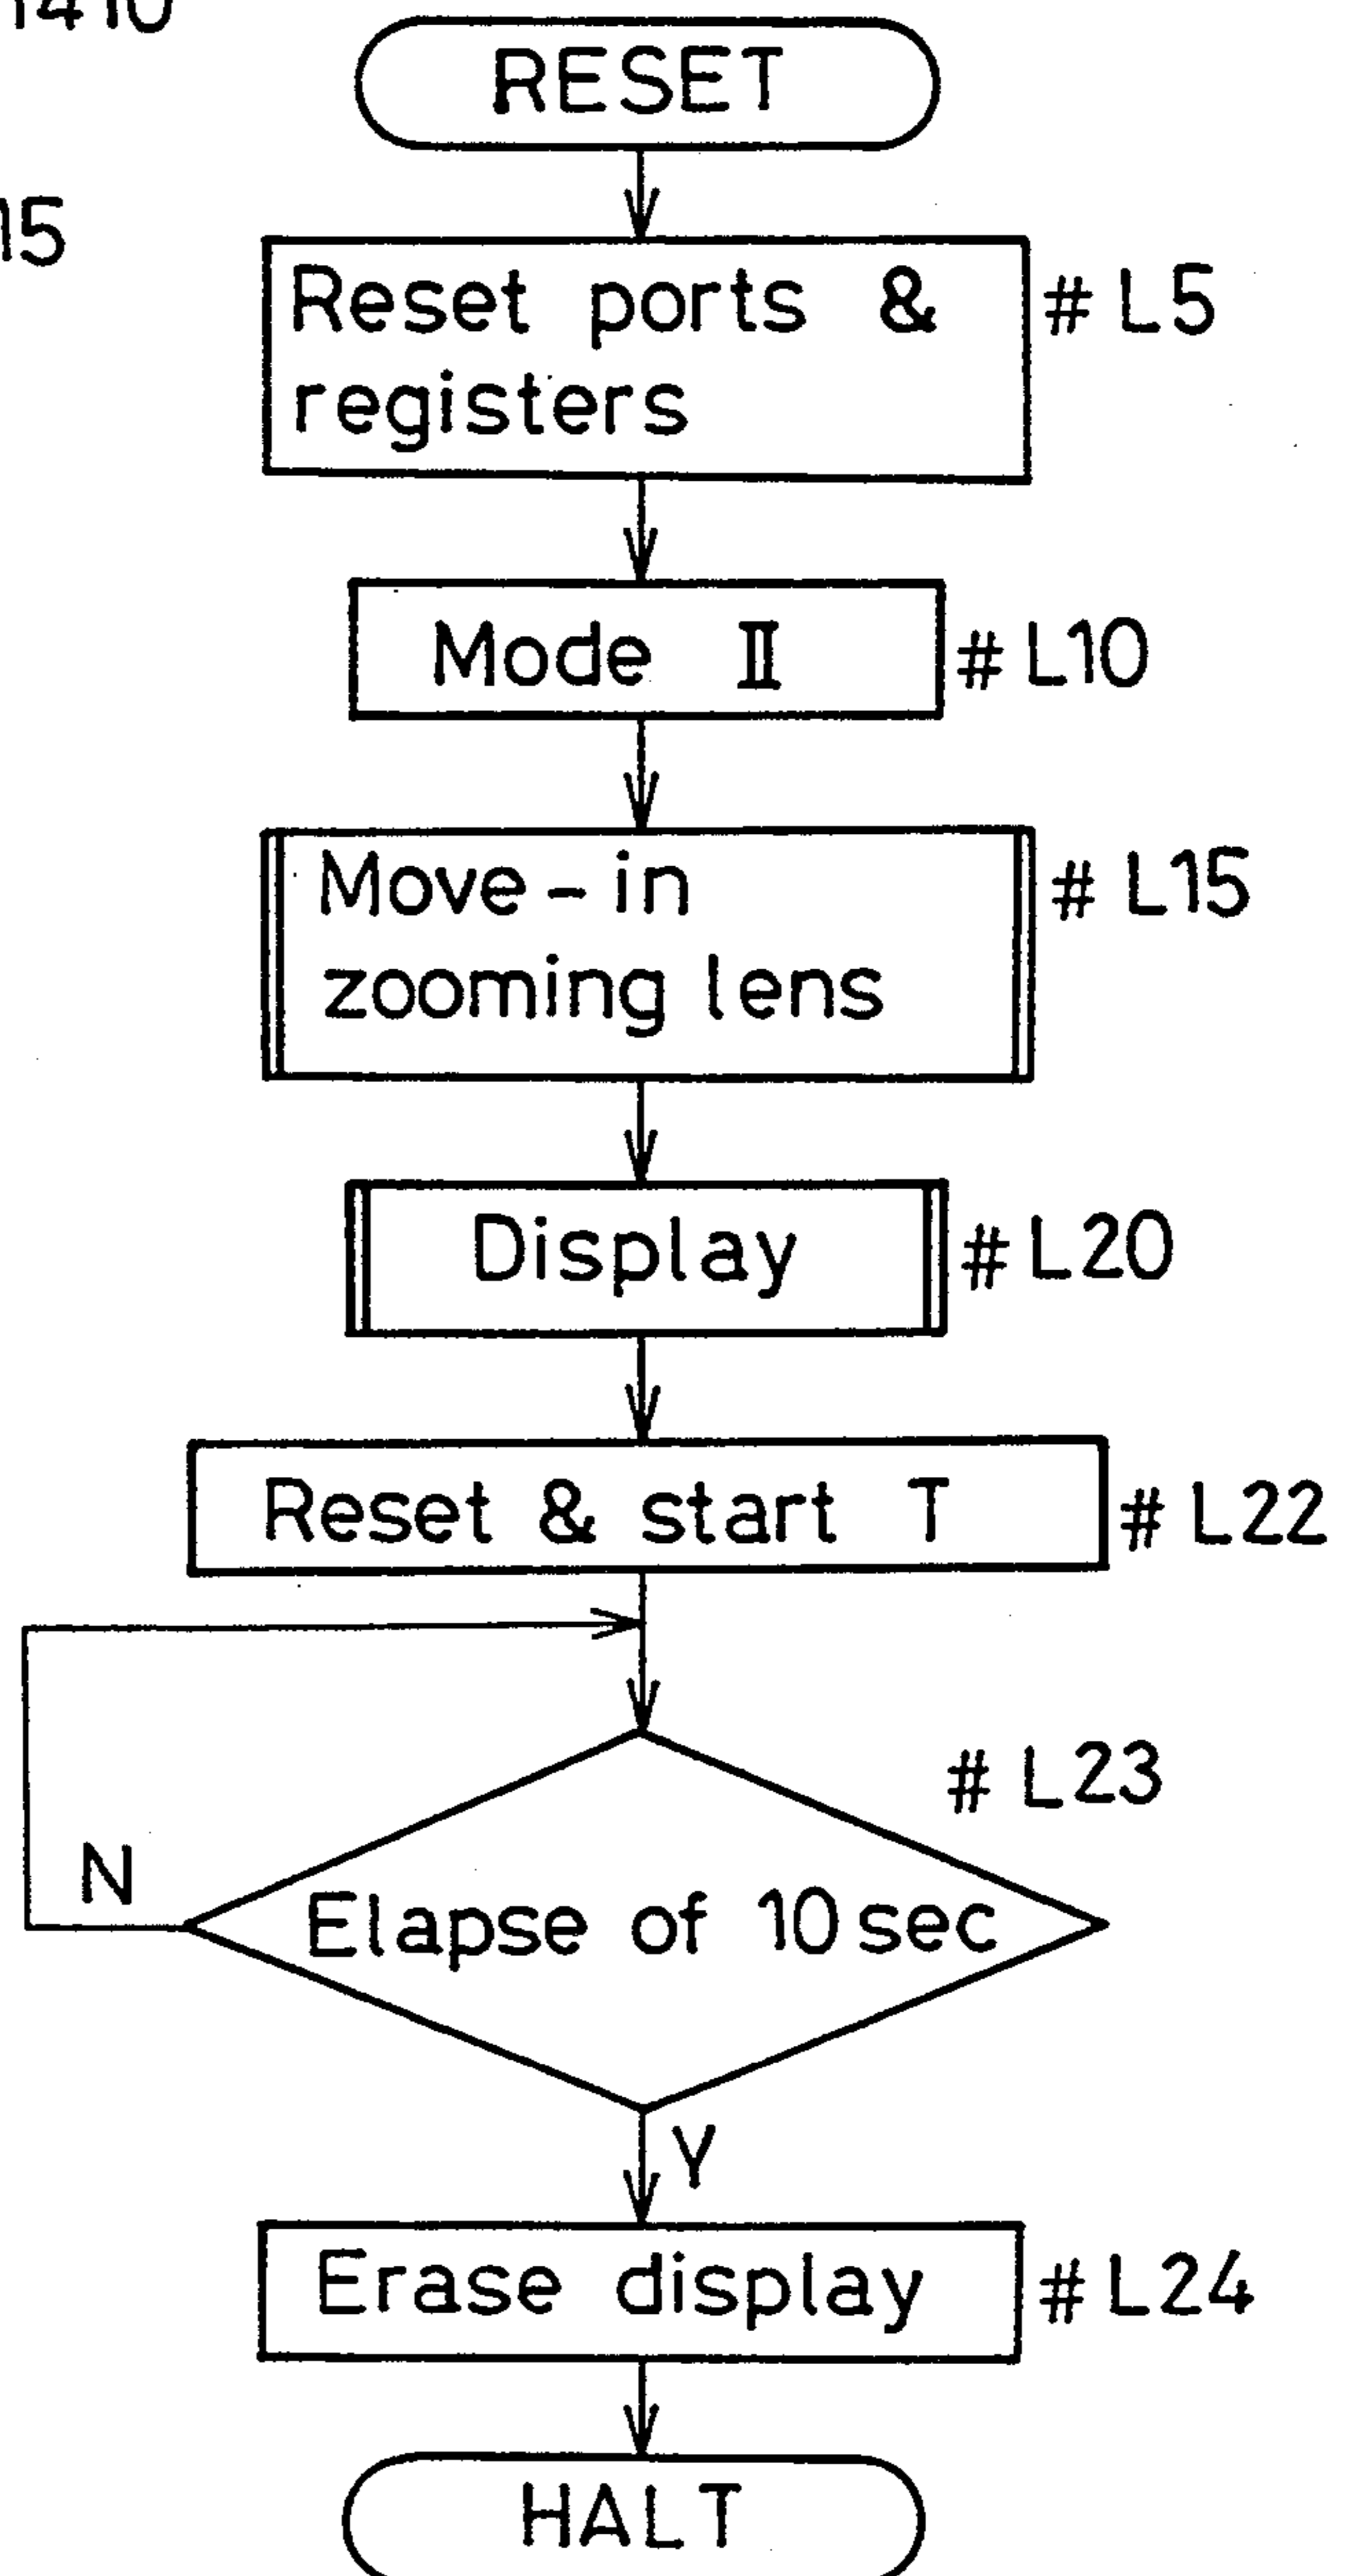 RESET
Reset ports &
registers
# L5
Mode II
# L10
Move-in
zooming lens
# L15
Display
# L20
Reset & start T
# L22
# L23
N
Elapse of 10 sec
Y
Erase display
# L24
HALT